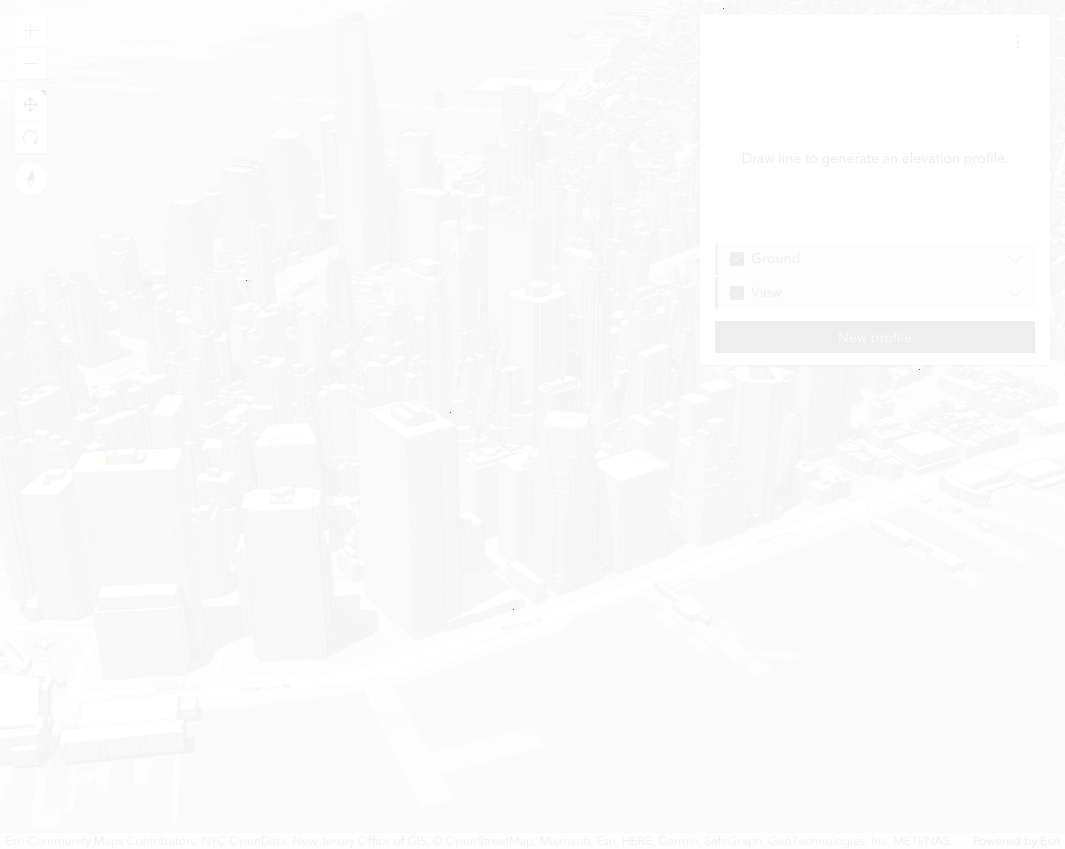 Draw line to generate an elevation profile.
Ground
View
New profile
Esri Community Maps Contributors, NYC OpenData, New Jersey Office of GIS, © OpenStreetMap, Microsoft, Esri, HERE, Garmin, SafeGraph, GeoTechnologies, Inc, METI/NAS... Powered by Esri